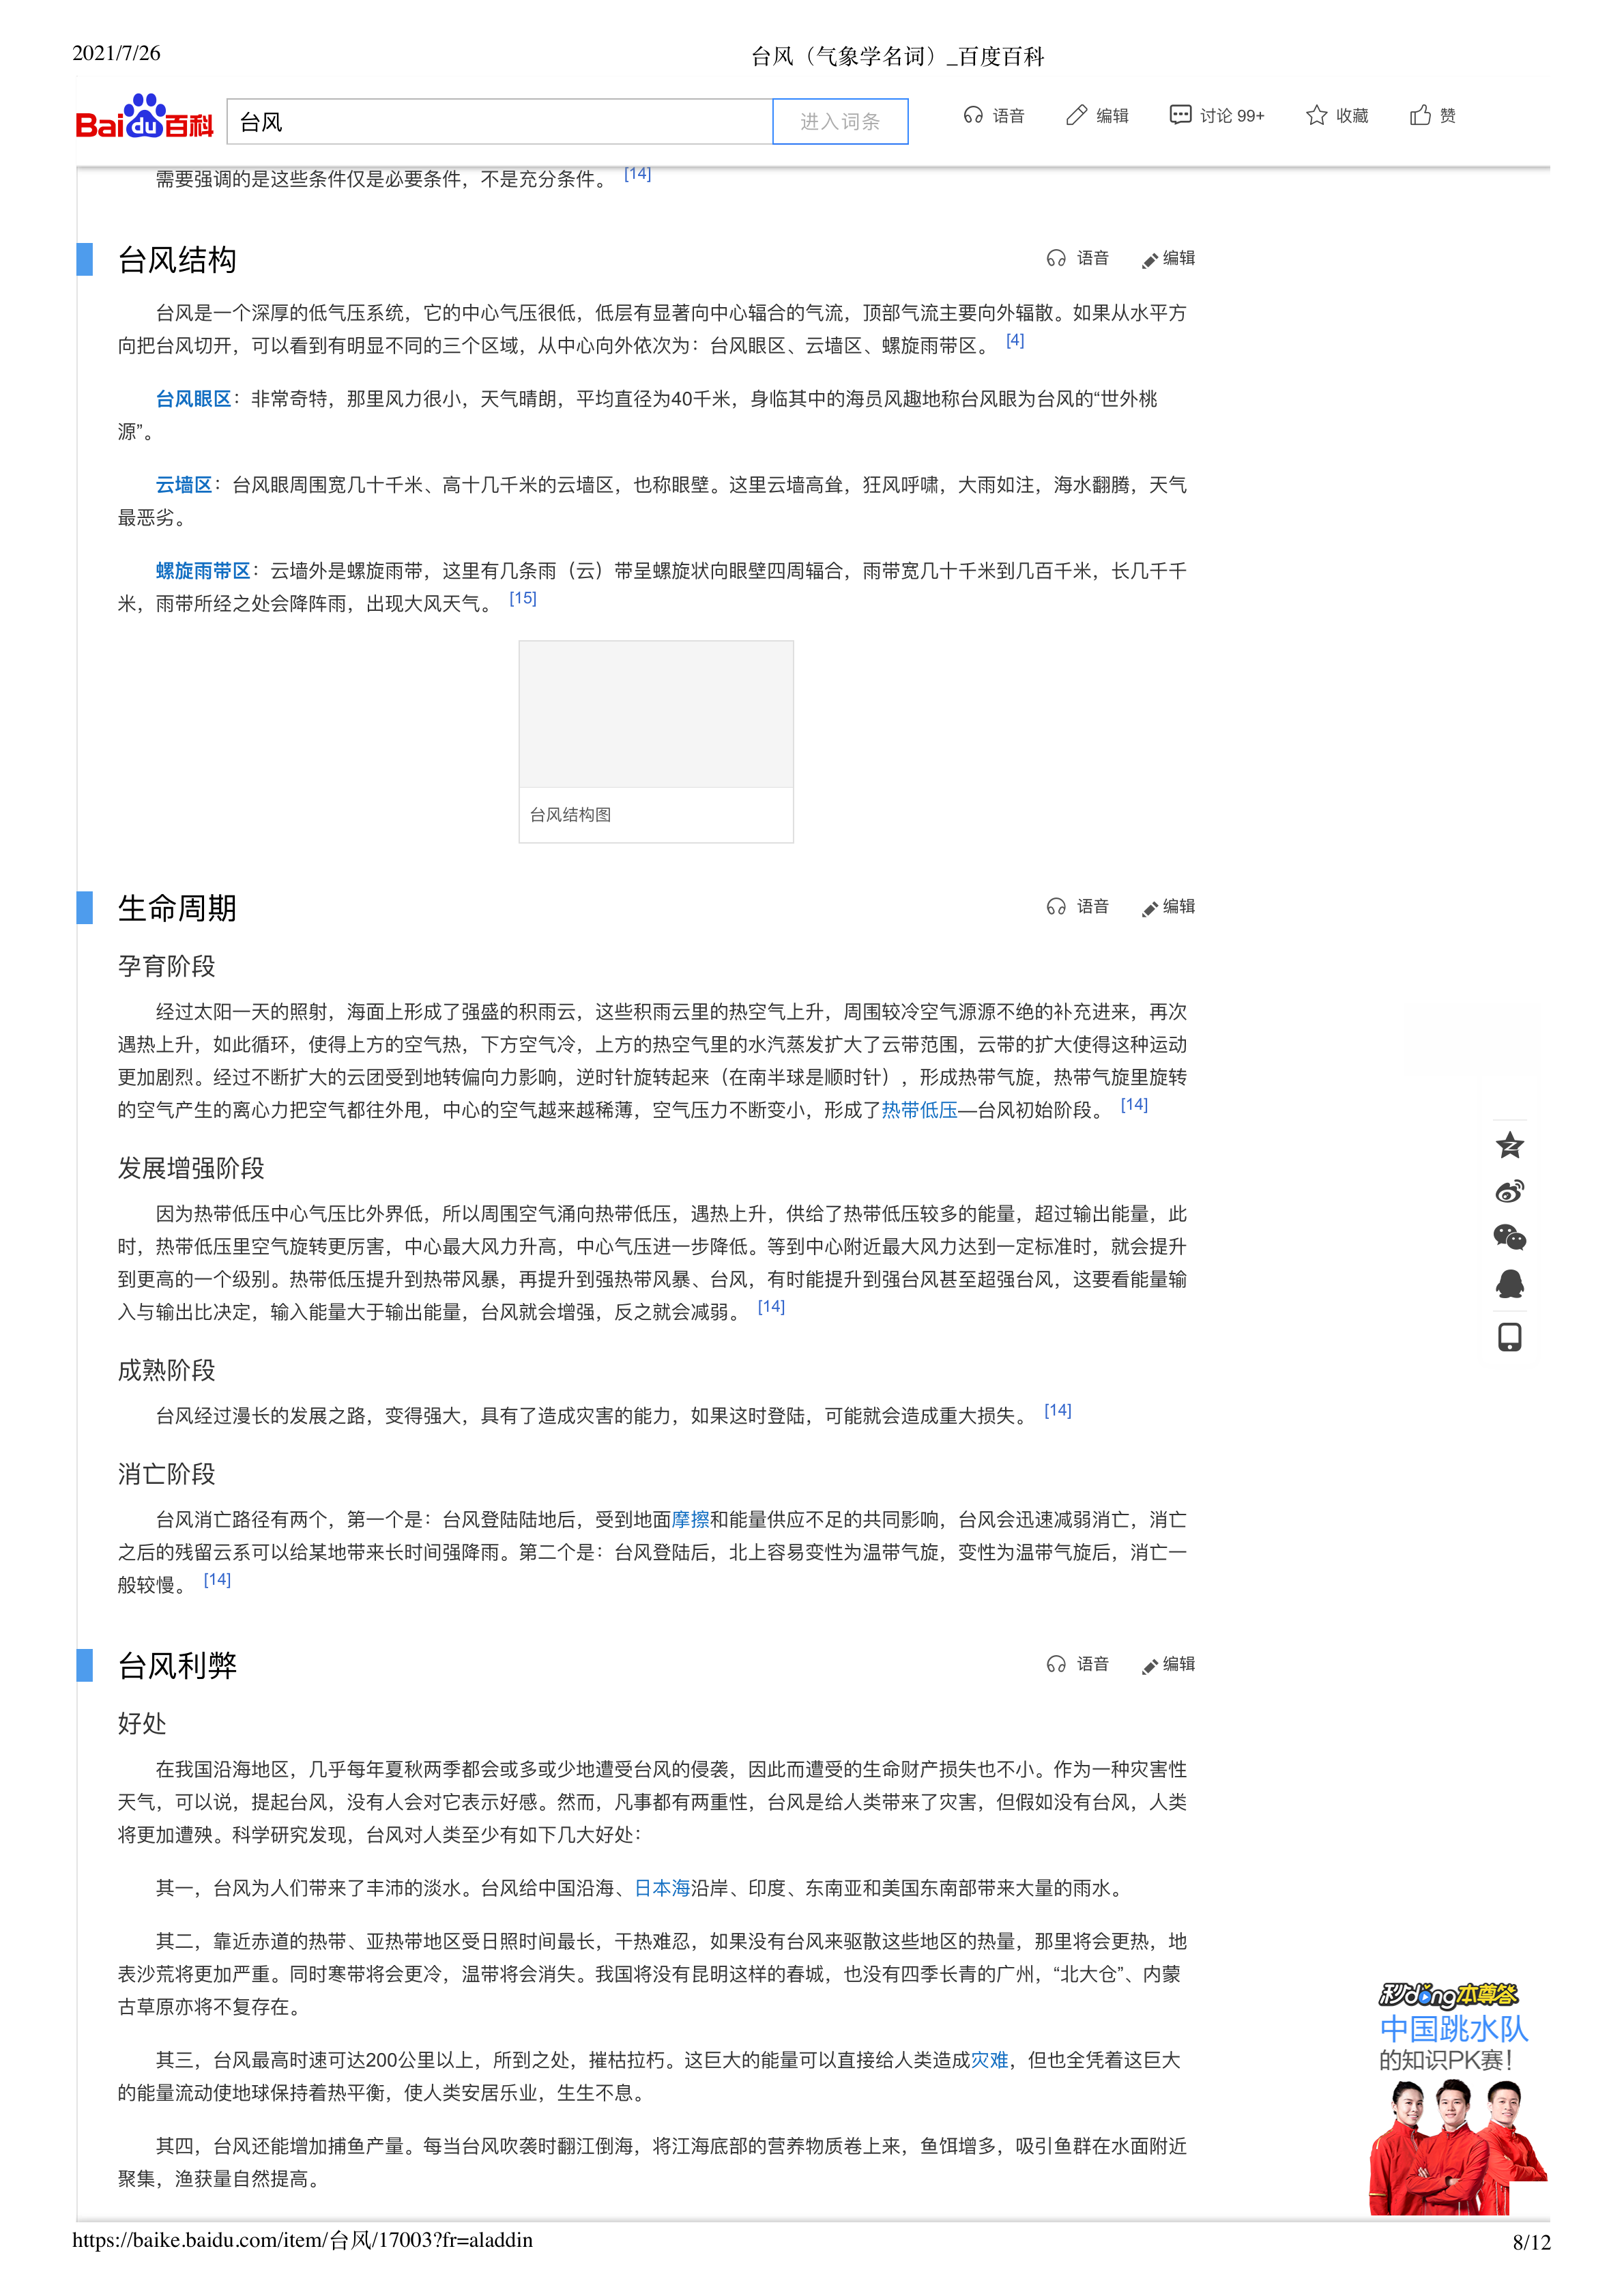 2021/7/26
台风（气象学名词）_百度百科
Bai du 百科
台风
进入词条
语音 编辑 讨论 99+ 收藏 赞
需要强调的是这些条件仅是必要条件，不是充分条件。 [14]
台风结构
语音 编辑
台风是一个深厚的低气压系统，它的中心气压很低，低层有显著向中心辐合的气流，顶部气流主要向外辐散。如果从水平方
向把台风切开，可以看到有明显不同的三个区域，从中心向外依次为：台风眼区、云墙区、螺旋雨带区。 [4]
台风眼区：非常奇特，那里风力很小，天气晴朗，平均直径为40千米，身临其中的海员风趣地称台风眼为台风的“世外桃
源”。
云墙区：台风眼周围宽几十千米、高十几千米的云墙区，也称眼壁。这里云墙高耸，狂风呼啸，大雨如注，海水翻腾，天气
最恶劣。
螺旋雨带区：云墙外是螺旋雨带，这里有几条雨（云）带呈螺旋状向眼壁四周辐合，雨带宽几十千米到几百千米，长几千千
米，雨带所经之处会降阵雨，出现大风天气。 [15]
台风结构图
生命周期
语音 编辑
孕育阶段
经过太阳一天的照射，海面上形成了强盛的积雨云，这些积雨云里的热空气上升，周围较冷空气源源不绝的补充进来，再次
遇热上升，如此循环，使得上方的空气热，下方空气冷，上方的热空气里的水汽蒸发扩大了云带范围，云带的扩大使得这种运动
更加剧烈。经过不断扩大的云团受到地转偏向力影响，逆时针旋转起来（在南半球是顺时针），形成热带气旋，热带气旋里旋转
的空气产生的离心力把空气都往外甩，中心的空气越来越稀薄，空气压力不断变小，形成了热带低压—台风初始阶段。 [14]
发展增强阶段
因为热带低压中心气压比外界低，所以周围空气涌向热带低压，遇热上升，供给了热带低压较多的能量，超过输出能量，此
时，热带低压里空气旋转更厉害，中心最大风力升高，中心气压进一步降低。等到中心附近最大风力达到一定标准时，就会提升
到更高的一个级别。热带低压提升到热带风暴，再提升到强热带风暴、台风，有时能提升到强台风甚至超强台风，这要看能量输
入与输出比决定，输入能量大于输出能量，台风就会增强，反之就会减弱。 [14]
成熟阶段
台风经过漫长的发展之路，变得强大，具有了造成灾害的能力，如果这时登陆，可能就会造成重大损失。 [14]
消亡阶段
台风消亡路径有两个，第一个是：台风登陆陆地后，受到地面摩擦和能量供应不足的共同影响，台风会迅速减弱消亡，消亡
之后的残留云系可以给某地带来长时间强降雨。第二个是：台风登陆后，北上容易变性为温带气旋，变性为温带气旋后，消亡一
般较慢。 [14]
台风利弊
语音 编辑
好处
在我国沿海地区，几乎每年夏秋两季都会或多或少地遭受台风的侵袭，因此而遭受的生命财产损失也不小。作为一种灾害性
天气，可以说，提起台风，没有人会对它表示好感。然而，凡事都有两重性，台风是给人类带来了灾害，但假如没有台风，人类
将更加遭殃。科学研究发现，台风对人类至少有如下几大好处：
其一，台风为人们带来了丰沛的淡水。台风给中国沿海、日本海沿岸、印度、东南亚和美国东南部带来大量的雨水。
其二，靠近赤道的热带、亚热带地区受日照时间最长，干热难忍，如果没有台风来驱散这些地区的热量，那里将会更热，地
表沙荒将更加严重。同时寒带将会更冷，温带将会消失。我国将没有昆明这样的春城，也没有四季长青的广州，“北大仓”、内蒙
古草原亦将不复存在。
其三，台风最高时速可达200公里以上，所到之处，摧枯拉朽。这巨大的能量可以直接给人类造成灾难，但也全凭着这巨大
的能量流动使地球保持着热平衡，使人类安居乐业，生生不息。
其四，台风还能增加捕鱼产量。每当台风吹袭时翻江倒海，将江海底部的营养物质卷上来，鱼饵增多，吸引鱼群在水面附近
聚集，渔获量自然提高。
秒dong本尊答
中国跳水队
的知识PK赛！
https://baike.baidu.com/item/台风/17003?fr=aladdin
8/12